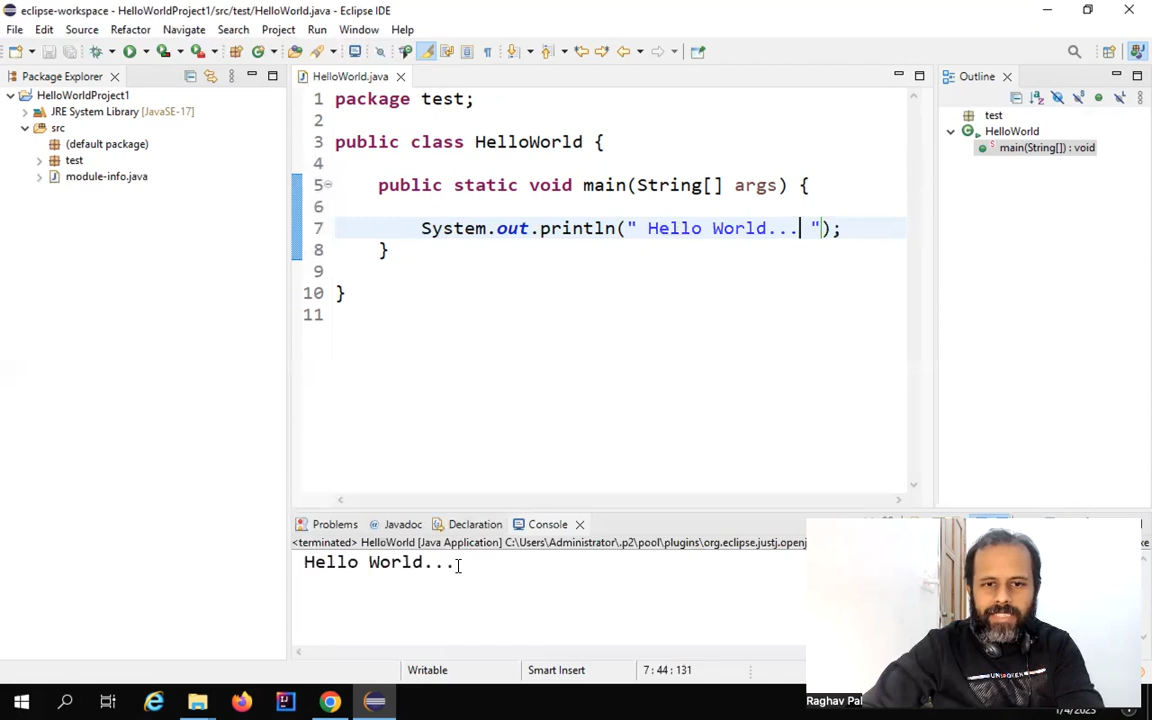 eclipse-workspace - HelloWorldProject1/src/test/HelloWorld.java - Eclipse IDE
File Edit Source Refactor Navigate Search Project Run Window Help
Package Explorer
HelloWorldProject1
JRE System Library [JavaSE-17]
src
(default package)
test
module-info.java
HelloWorld.java
1 package test;
2
3 public class HelloWorld {
4
5 public static void main(String[] args) {
6
7 System.out.println(" Hello World... ");
8 }
9
10 }
11
Outline
test
HelloWorld
main(String[]) : void
Problems Javadoc Declaration Console
<terminated> HelloWorld [Java Application] C:\Users\Administrator\.p2\pool\plugins\org.eclipse.justj.openj
Hello World...
Writable Smart Insert 7 : 44 : 131
UNSPOKEN
Raghav Pal
1/4/2023